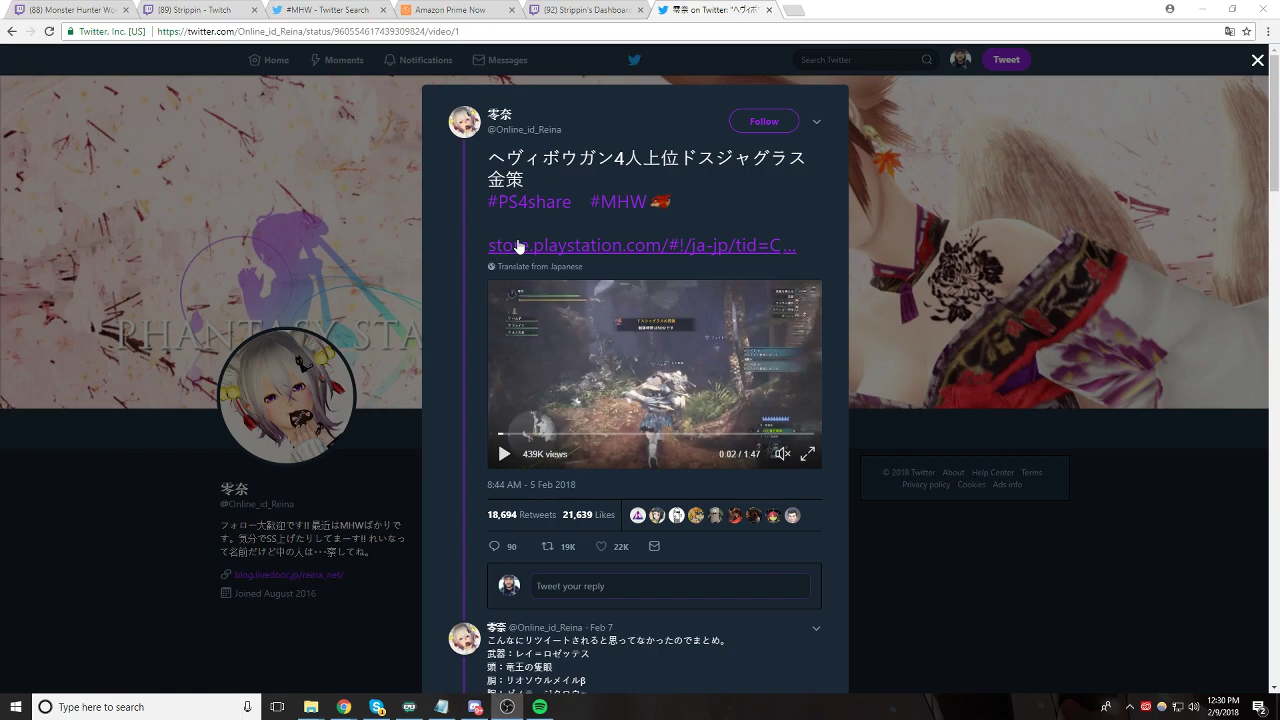 (88) Monster Hunter Wo
(89) Strippin - Twitch
#MHW - Twitter
Amazon Prime Now
(92) Strippin's Dashboard
零奈 on Twitter: "ヘヴィ
Twitter, Inc. [US] https://twitter.com/Online_id_Reina/status/960554617439309824/video/1
Home Moments Notifications Messages Search Twitter Tweet
零奈
@Online_id_Reina
Follow
ヘヴィボウガン4人上位ドスジャグラス
金策
#PS4share #MHW
store.playstation.com/#!/ja-jp/tid=C…
Translate from Japanese
439K views 0:02 / 1:47
8:44 AM - 5 Feb 2018
18,694 Retweets 21,639 Likes
90 19K 22K
Tweet your reply
零奈 @Online_id_Reina · Feb 7
こんなにリツイートされると思ってなかったのでまとめ。
武器：レイ＝ロゼッテス
頭：竜王の隻眼
胴：リオソウルメイルβ
PHANTASY STA
零奈
@Online_id_Reina
フォロー大歓迎です!! 最近はMHWばかりで
す。気分でSS上げたりしてまーす!! れいなっ
て名前だけど中の人は・・・察してね。
blog.livedoor.jp/reina_net/
Joined August 2016
© 2018 Twitter About Help Center Terms
Privacy policy Cookies Ads info
Type here to search
12:30 PM
2/9/2018